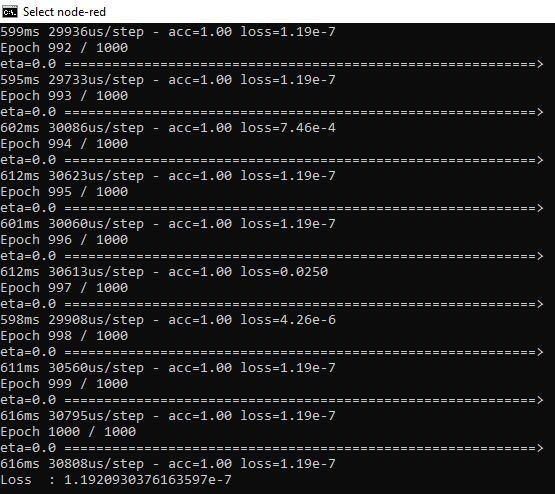 Select node-red
599ms 29936us/step - acc=1.00 loss=1.19e-7
Epoch 992 / 1000
eta=0.0 ===========================================================>
595ms 29733us/step - acc=1.00 loss=1.19e-7
Epoch 993 / 1000
eta=0.0 ===========================================================>
602ms 30086us/step - acc=1.00 loss=7.46e-4
Epoch 994 / 1000
eta=0.0 ===========================================================>
612ms 30623us/step - acc=1.00 loss=1.19e-7
Epoch 995 / 1000
eta=0.0 ===========================================================>
601ms 30060us/step - acc=1.00 loss=1.19e-7
Epoch 996 / 1000
eta=0.0 ===========================================================>
612ms 30613us/step - acc=1.00 loss=0.0250
Epoch 997 / 1000
eta=0.0 ===========================================================>
598ms 29908us/step - acc=1.00 loss=4.26e-6
Epoch 998 / 1000
eta=0.0 ===========================================================>
611ms 30560us/step - acc=1.00 loss=1.19e-7
Epoch 999 / 1000
eta=0.0 ===========================================================>
616ms 30795us/step - acc=1.00 loss=1.19e-7
Epoch 1000 / 1000
eta=0.0 ===========================================================>
616ms 30808us/step - acc=1.00 loss=1.19e-7
Loss  : 1.1920930376163597e-7